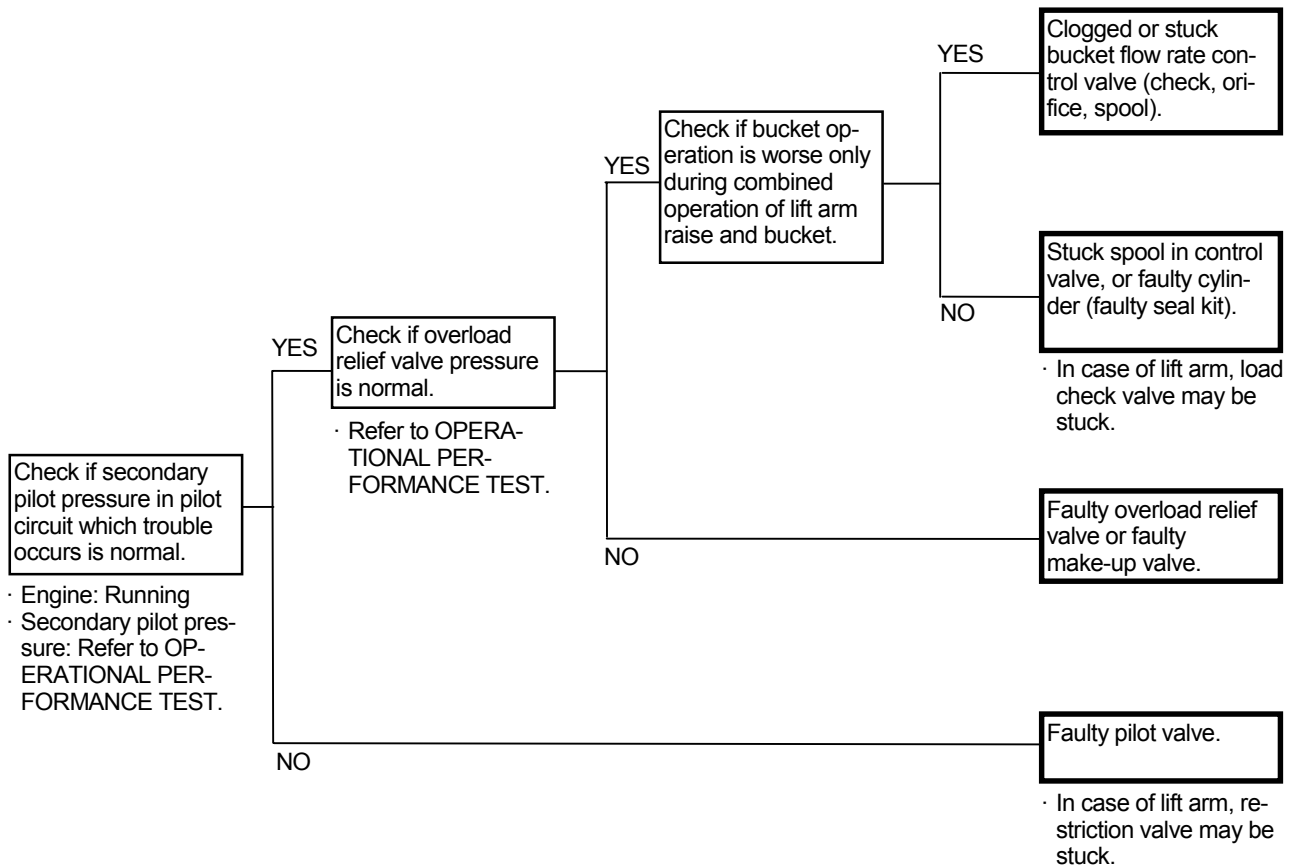 Check if secondary
pilot pressure in pilot
circuit which trouble
occurs is normal.
· Engine: Running
· Secondary pilot pres-
sure: Refer to OP-
ERATIONAL PER-
FORMANCE TEST.
YES
Check if overload
relief valve pressure
is normal.
· Refer to OPERA-
TIONAL PER-
FORMANCE TEST.
YES
Check if bucket op-
eration is worse only
during combined
operation of lift arm
raise and bucket.
YES
Clogged or stuck
bucket flow rate con-
trol valve (check, ori-
fice, spool).
NO
Stuck spool in control
valve, or faulty cylin-
der (faulty seal kit).
· In case of lift arm, load
check valve may be
stuck.
NO
Faulty overload relief
valve or faulty
make-up valve.
NO
Faulty pilot valve.
· In case of lift arm, re-
striction valve may be
stuck.